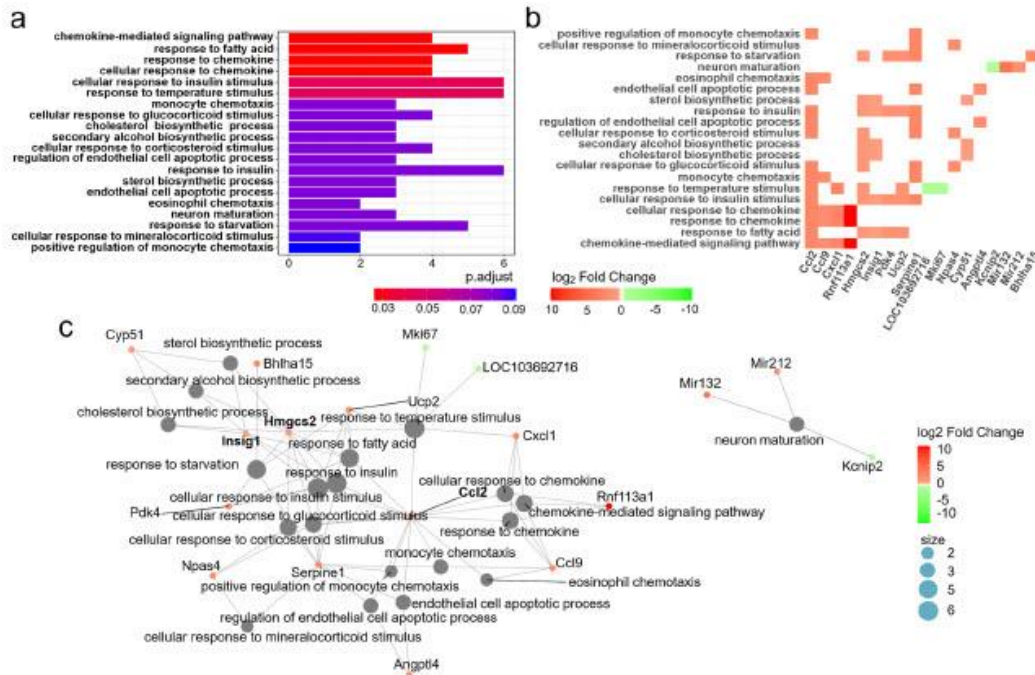 a
chemokine-mediated signaling pathway
response to fatty acid
response to chemokine
cellular response to chemokine
cellular response to insulin stimulus
response to temperature stimulus
monocyte chemotaxis
cellular response to glucocorticoid stimulus
cholesterol biosynthetic process
secondary alcohol biosynthetic process
cellular response to corticosteroid stimulus
regulation of endothelial cell apoptotic process
response to insulin
sterol biosynthetic process
endothelial cell apoptotic process
eosinophil chemotaxis
neuron maturation
response to starvation
cellular response to mineralocorticoid stimulus
positive regulation of monocyte chemotaxis
0 2 4 6
p.adjust
0.03 0.05 0.07 0.09
b
positive regulation of monocyte chemotaxis
cellular response to mineralocorticoid stimulus
response to starvation
neuron maturation
eosinophil chemotaxis
endothelial cell apoptotic process
sterol biosynthetic process
response to insulin
regulation of endothelial cell apoptotic process
cellular response to corticosteroid stimulus
secondary alcohol biosynthetic process
cholesterol biosynthetic process
cellular response to glucocorticoid stimulus
monocyte chemotaxis
response to temperature stimulus
cellular response to insulin stimulus
cellular response to chemokine
response to chemokine
response to fatty acid
chemokine-mediated signaling pathway
Ccl2
Ccl9
Cxcl1
Rnf113a1
Hmgcs2
Insig1
Pdk4
Ucp2
Serpine1
LOC103692716
Mki67
Npas4
Cyp51
Angptl4
Kcnip2
Mir132
Mir212
Bhlha15
log2 Fold Change
10 5 0 -5 -10
c
Cyp51
sterol biosynthetic process
Bhlha15
secondary alcohol biosynthetic process
cholesterol biosynthetic process
Mki67
LOC103692716
Ucp2
Hmgcs2
response to temperature stimulus
Insig1
response to fatty acid
Cxcl1
response to starvation
response to insulin
cellular response to chemokine
cellular response to insulin stimulus
Ccl2
Rnf113a1
Pdk4
cellular response to glucocorticoid stimulus
chemokine-mediated signaling pathway
cellular response to corticosteroid stimulus
response to chemokine
monocyte chemotaxis
Npas4
Serpine1
Ccl9
positive regulation of monocyte chemotaxis
eosinophil chemotaxis
endothelial cell apoptotic process
regulation of endothelial cell apoptotic process
cellular response to mineralocorticoid stimulus
Angptl4
Mir212
Mir132
neuron maturation
Kcnip2
log2 Fold Change
10
5
0
-5
-10
size
2
3
5
6